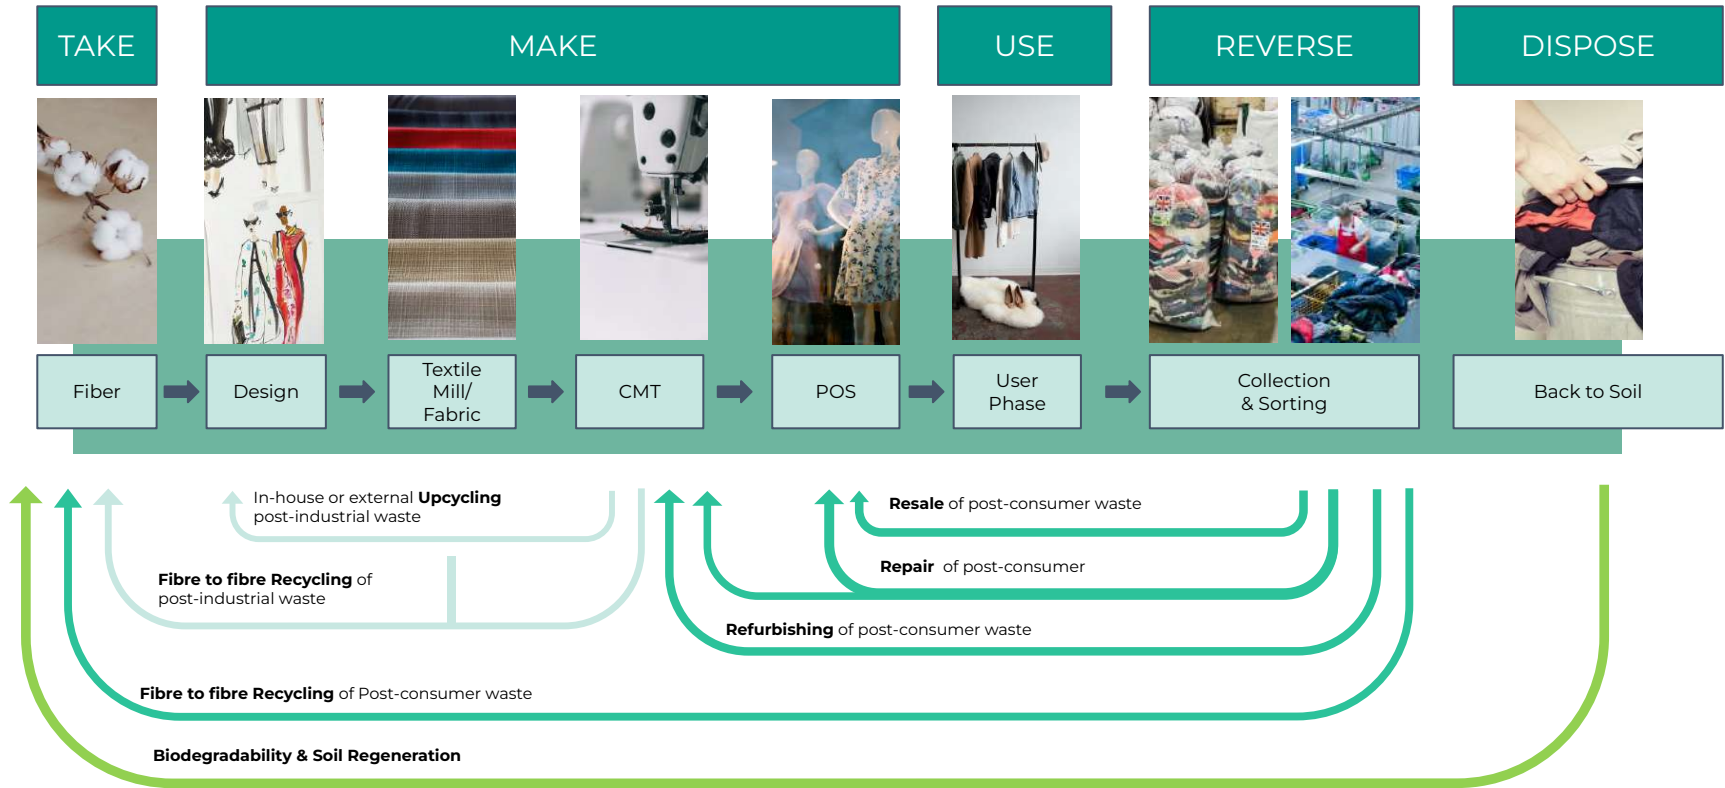 TAKE
MAKE
USE
REVERSE
DISPOSE
Fiber
Design
Textile
Mill/
Fabric
CMT
POS
User
Phase
Collection
& Sorting
Back to Soil
In-house or external Upcycling
post-industrial waste
Resale of post-consumer waste
Fibre to fibre Recycling of
post-industrial waste
Repair of post-consumer
Refurbishing of post-consumer waste
Fibre to fibre Recycling of Post-consumer waste
Biodegradability & Soil Regeneration